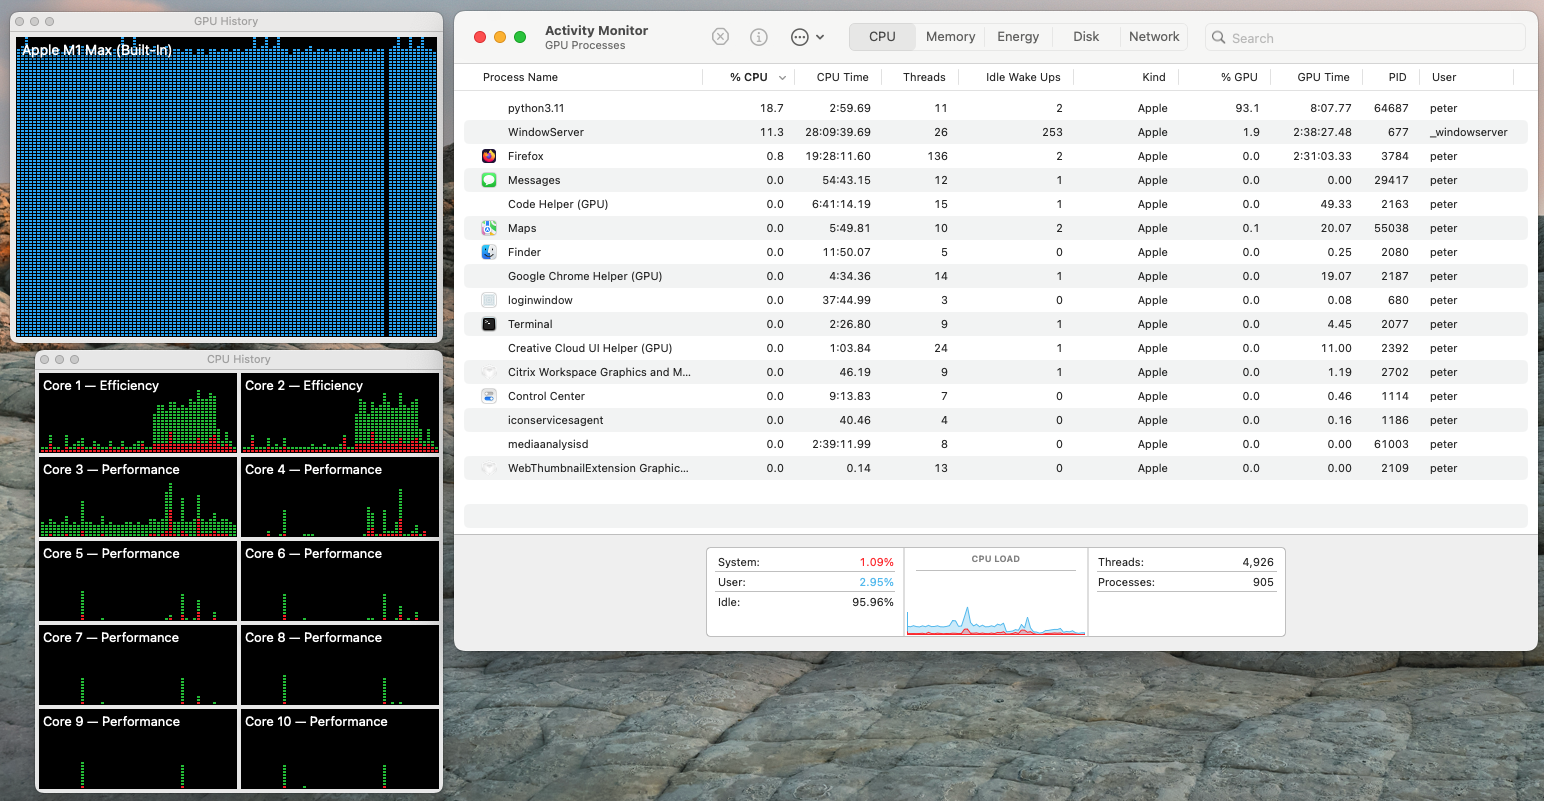 GPU History
Apple M1 Max (Built-In)
CPU History
Core 1 — Efficiency
Core 2 — Efficiency
Core 3 — Performance
Core 4 — Performance
Core 5 — Performance
Core 6 — Performance
Core 7 — Performance
Core 8 — Performance
Core 9 — Performance
Core 10 — Performance
Activity Monitor
GPU Processes
CPU Memory Energy Disk Network
Search
Process Name % CPU CPU Time Threads Idle Wake Ups Kind % GPU GPU Time PID User
python3.11 18.7 2:59.69 11 2 Apple 93.1 8:07.77 64687 peter
WindowServer 11.3 28:09:39.69 26 253 Apple 1.9 2:38:27.48 677 _windowserver
Firefox 0.8 19:28:11.60 136 2 Apple 0.0 2:31:03.33 3784 peter
Messages 0.0 54:43.15 12 1 Apple 0.0 0.00 29417 peter
Code Helper (GPU) 0.0 6:41:14.19 15 1 Apple 0.0 49.33 2163 peter
Maps 0.0 5:49.81 10 2 Apple 0.1 20.07 55038 peter
Finder 0.0 11:50.07 5 0 Apple 0.0 0.25 2080 peter
Google Chrome Helper (GPU) 0.0 4:34.36 14 1 Apple 0.0 19.07 2187 peter
loginwindow 0.0 37:44.99 3 0 Apple 0.0 0.08 680 peter
Terminal 0.0 2:26.80 9 1 Apple 0.0 4.45 2077 peter
Creative Cloud UI Helper (GPU) 0.0 1:03.84 24 1 Apple 0.0 11.00 2392 peter
Citrix Workspace Graphics and M... 0.0 46.19 9 1 Apple 0.0 1.19 2702 peter
Control Center 0.0 9:13.83 7 0 Apple 0.0 0.46 1114 peter
iconservicesagent 0.0 40.46 4 0 Apple 0.0 0.16 1186 peter
mediaanalysisd 0.0 2:39:11.99 8 0 Apple 0.0 0.00 61003 peter
WebThumbnailExtension Graphic... 0.0 0.14 13 0 Apple 0.0 0.00 2109 peter
System: 1.09%
User: 2.95%
Idle: 95.96%
CPU LOAD
Threads: 4,926
Processes: 905